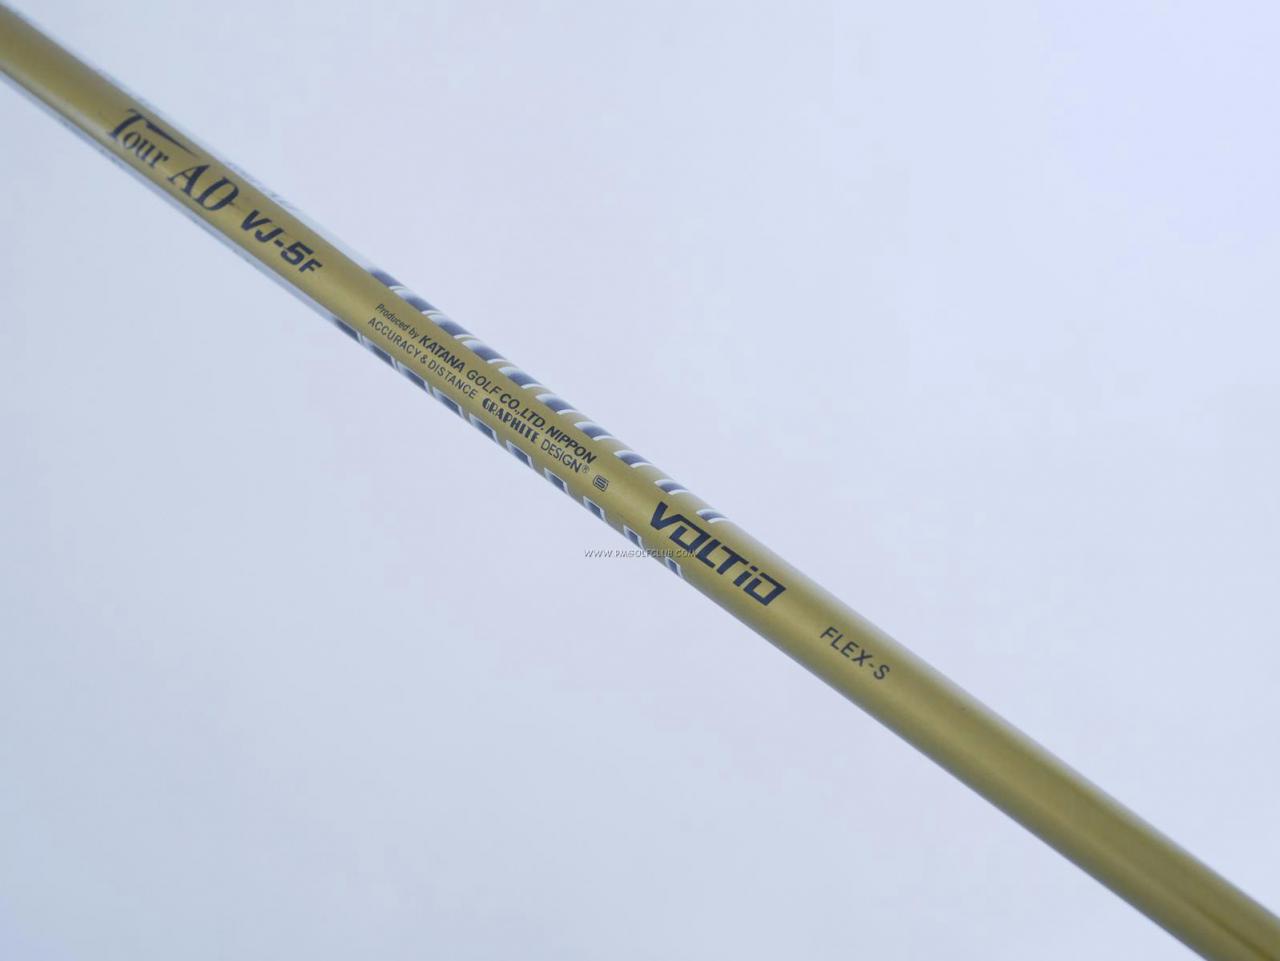 Tour AD VJ-5F
Produced by KATANA GOLF CO.,LTD. NIPPON
ACCURACY & DISTANCE GRAPHITE DESIGN®
VOLTiO
FLEX-S
WWW.PMGOLFCLUB.COM